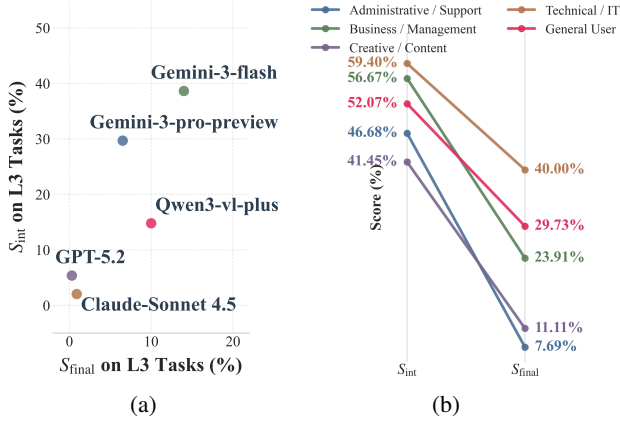 50
40
30
20
10
0
0
10
20
S_int on L3 Tasks (%)
S_final on L3 Tasks (%)
Gemini-3-flash
Gemini-3-pro-preview
Qwen3-vl-plus
GPT-5.2
Claude-Sonnet 4.5
(a)
Administrative / Support
Business / Management
Creative / Content
Technical / IT
General User
Score (%)
59.40%
56.67%
52.07%
46.68%
41.45%
40.00%
29.73%
23.91%
11.11%
7.69%
S_int
S_final
(b)